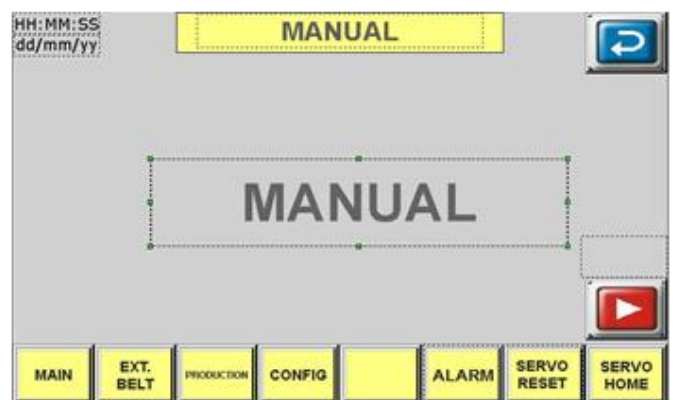 HH:MM:SS
dd/mm/yy
MANUAL
MANUAL
MAIN
EXT.
BELT
PRODUCTION
CONFIG
ALARM
SERVO
RESET
SERVO
HOME